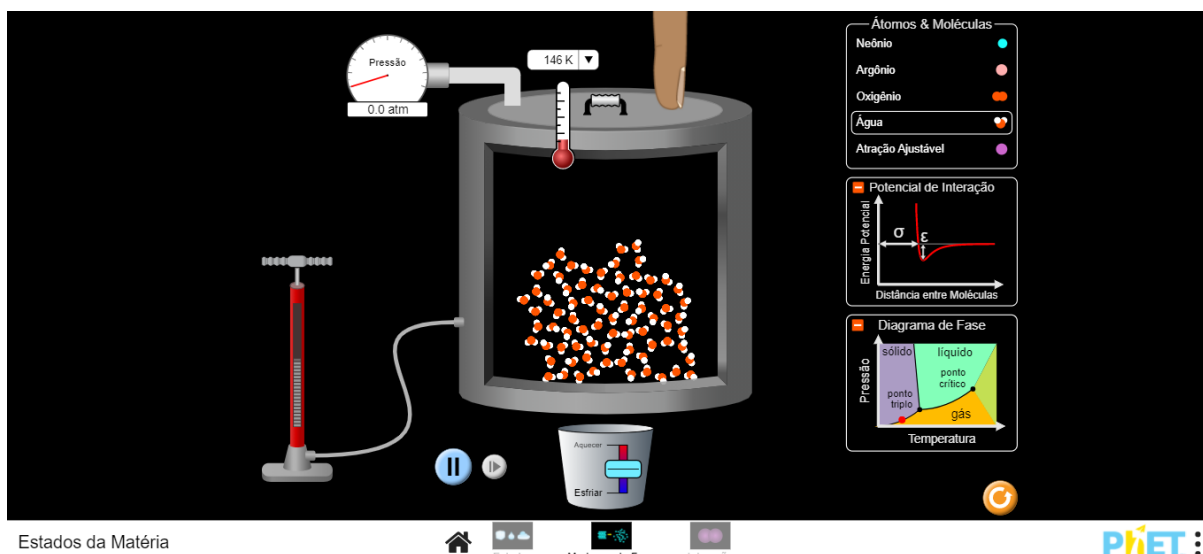 Pressão
0.0 atm
146 K
Átomos & Moléculas
Neônio
Argônio
Oxigênio
Água
Atração Ajustável
Potencial de Interação
Energia Potencial
σ
ε
Distância entre Moléculas
Diagrama de Fase
Pressão
sólido
líquido
ponto
crítico
ponto
triplo
gás
Temperatura
Aquecer
Esfriar
Estados da Matéria
PhET